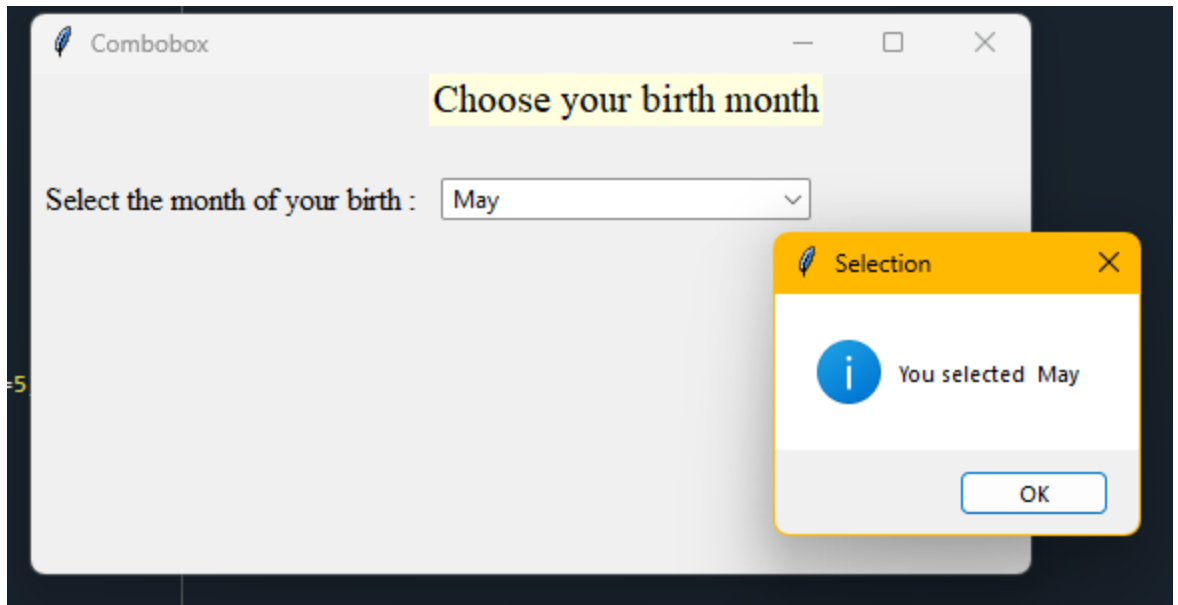 Combobox
Choose your birth month
Select the month of your birth :
May
Selection
=5
You selected  May
OK